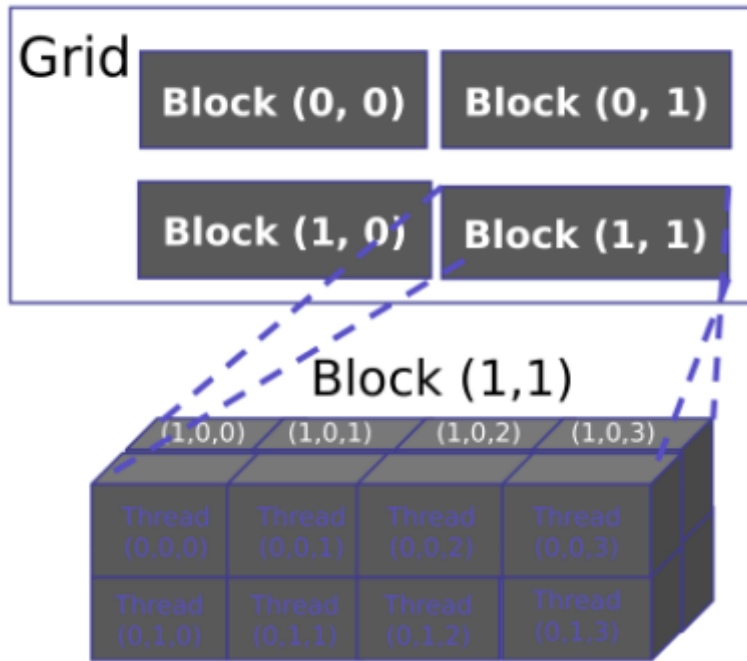 Grid
Block (0, 0) Block (0, 1)
Block (1, 0) Block (1, 1)
Block (1,1)
(1,0,0) (1,0,1) (1,0,2) (1,0,3)
Thread Thread Thread Thread
(0,0,0) (0,0,1) (0,0,2) (0,0,3)
Thread Thread Thread Thread
(0,1,0) (0,1,1) (0,1,2) (0,1,3)